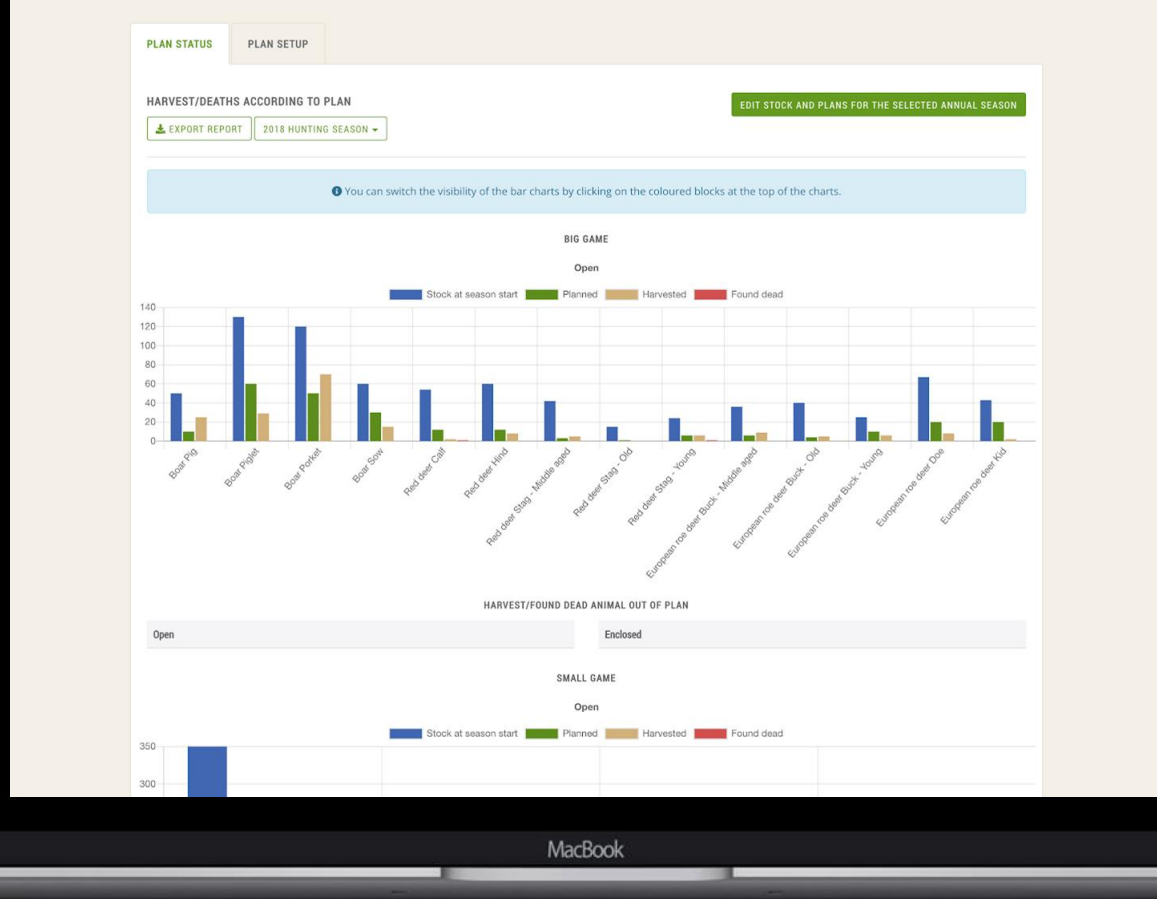 PLAN STATUS
PLAN SETUP
HARVEST/DEATHS ACCORDING TO PLAN
EDIT STOCK AND PLANS FOR THE SELECTED ANNUAL SEASON
EXPORT REPORT
2018 HUNTING SEASON
You can switch the visibility of the bar charts by clicking on the coloured blocks at the top of the charts.
BIG GAME
Open
Stock at season start Planned Harvested Found dead
140
120
100
80
60
40
20
0
Boar Pig
Boar Piglet
Boar Porket
Boar Sow
Red deer Calf
Red deer Hind
Red deer Stag - Middle aged
Red deer Stag - Old
Red deer Stag - Young
European roe deer Buck - Middle aged
European roe deer Buck - Old
European roe deer Buck - Young
European roe deer Doe
European roe deer Kid
HARVEST/FOUND DEAD ANIMAL OUT OF PLAN
Open
Enclosed
SMALL GAME
Open
Stock at season start Planned Harvested Found dead
350
300
MacBook